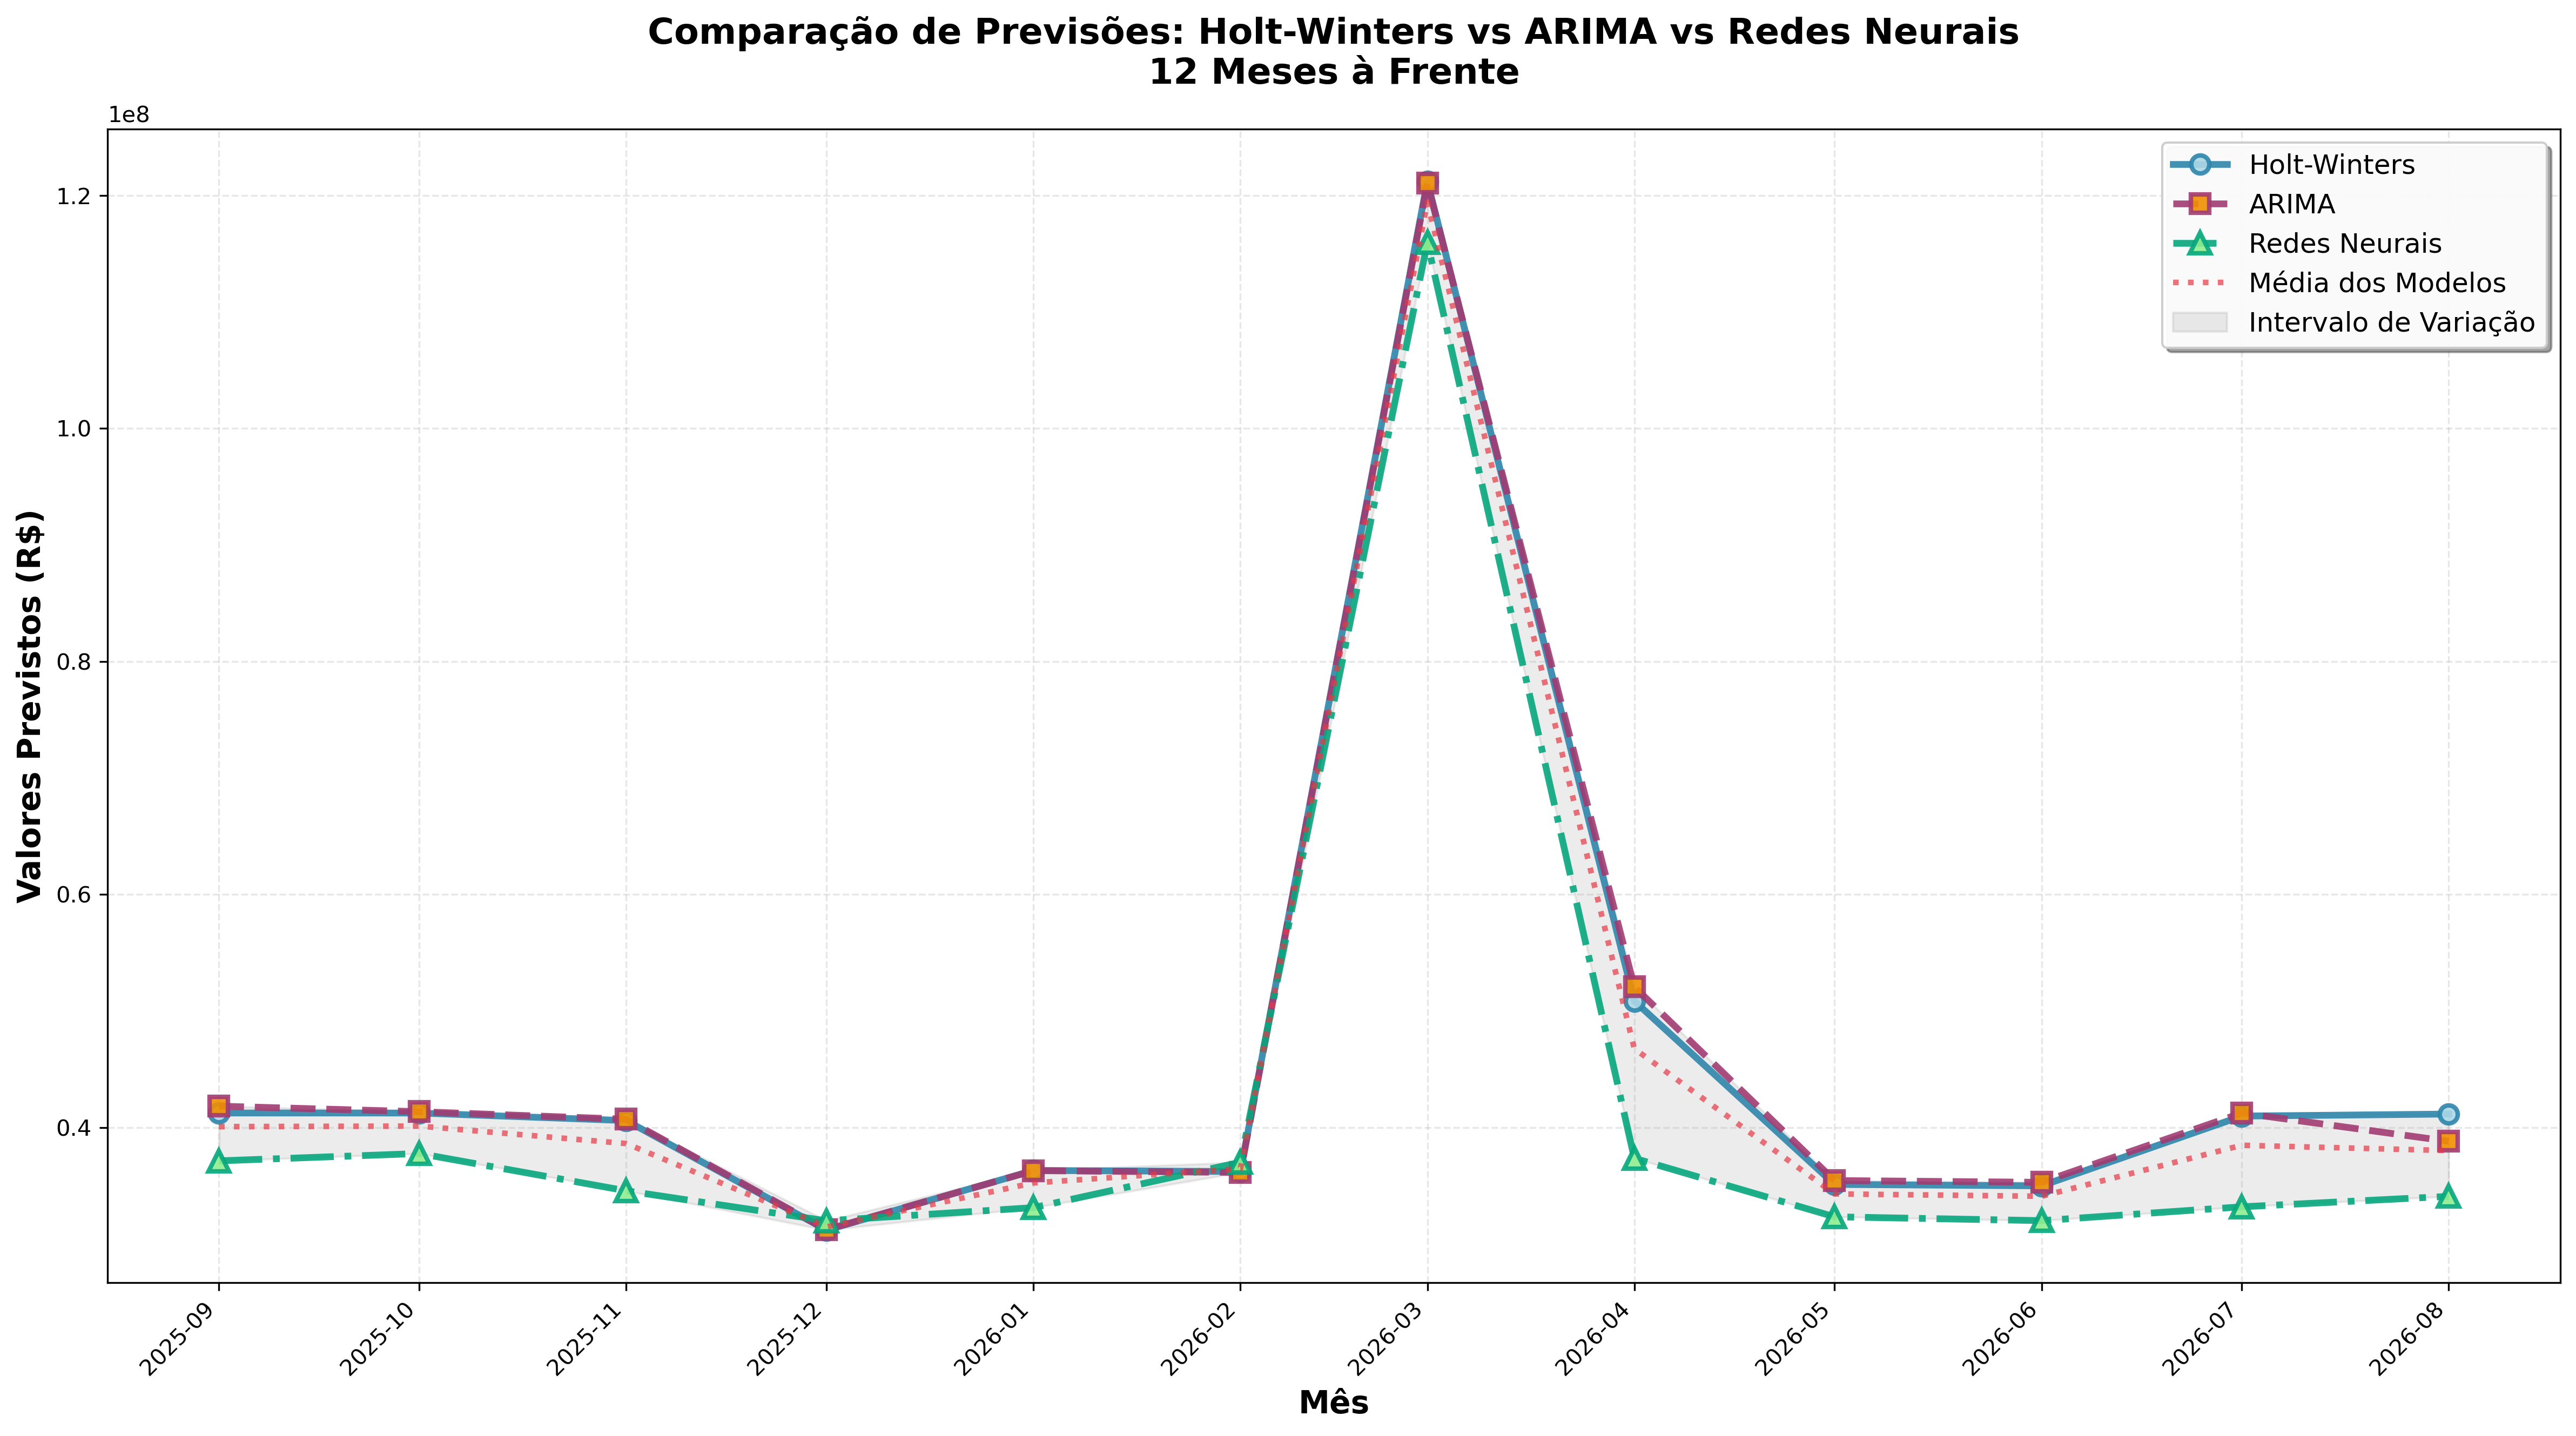 Comparação de Previsões: Holt-Winters vs ARIMA vs Redes Neurais
12 Meses à Frente
1e8
Holt-Winters
ARIMA
Redes Neurais
Média dos Modelos
Intervalo de Variação
1.2
1.0
0.8
0.6
0.4
Valores Previstos (R$)
2025-09
2025-10
2025-11
2025-12
2026-01
2026-02
2026-03
2026-04
2026-05
2026-06
2026-07
2026-08
Mês